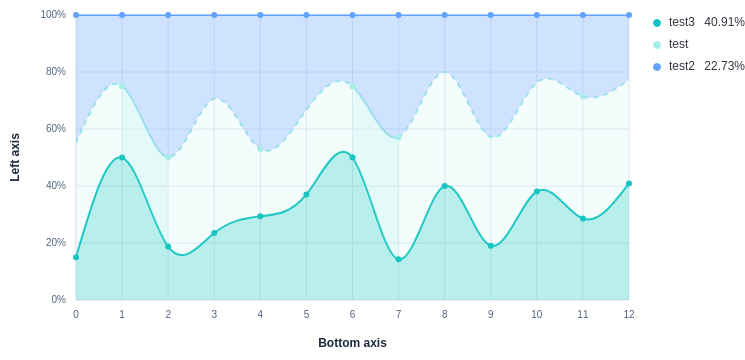 100%
80%
60%
40%
20%
0%
Left axis
0 1 2 3 4 5 6 7 8 9 10 11 12
Bottom axis
test3 40.91%
test
test2 22.73%